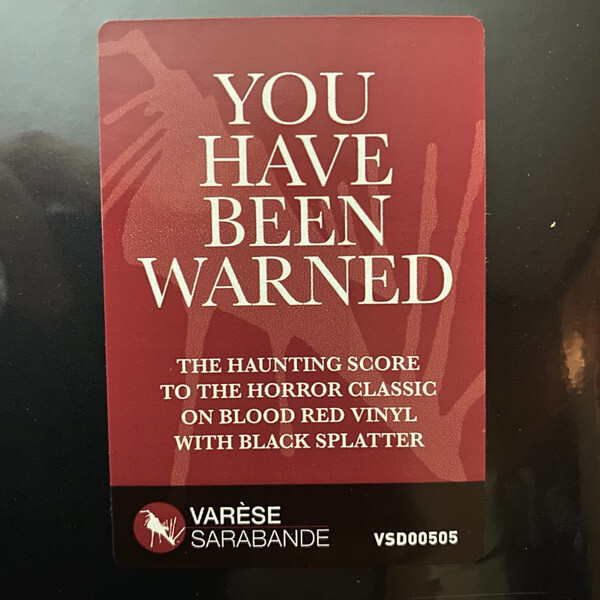 YOU
HAVE
BEEN
WARNED
THE HAUNTING SCORE
TO THE HORROR CLASSIC
ON BLOOD RED VINYL
WITH BLACK SPLATTER
VARÈSE
SARABANDE
VSD00505